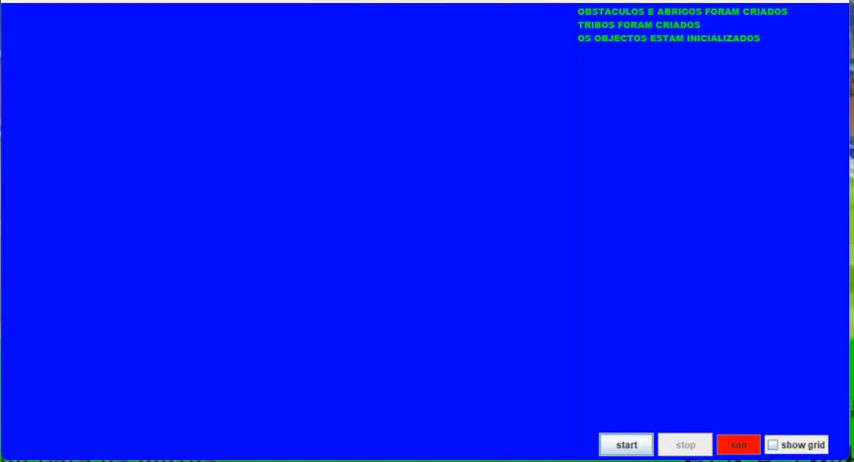 OBSTACULOS E ABRIGOS FORAM CRIADOS
TRIBOS FORAM CRIADOS
OS OBJECTOS ESTAM INICIALIZADOS
start
stop
sair
show grid